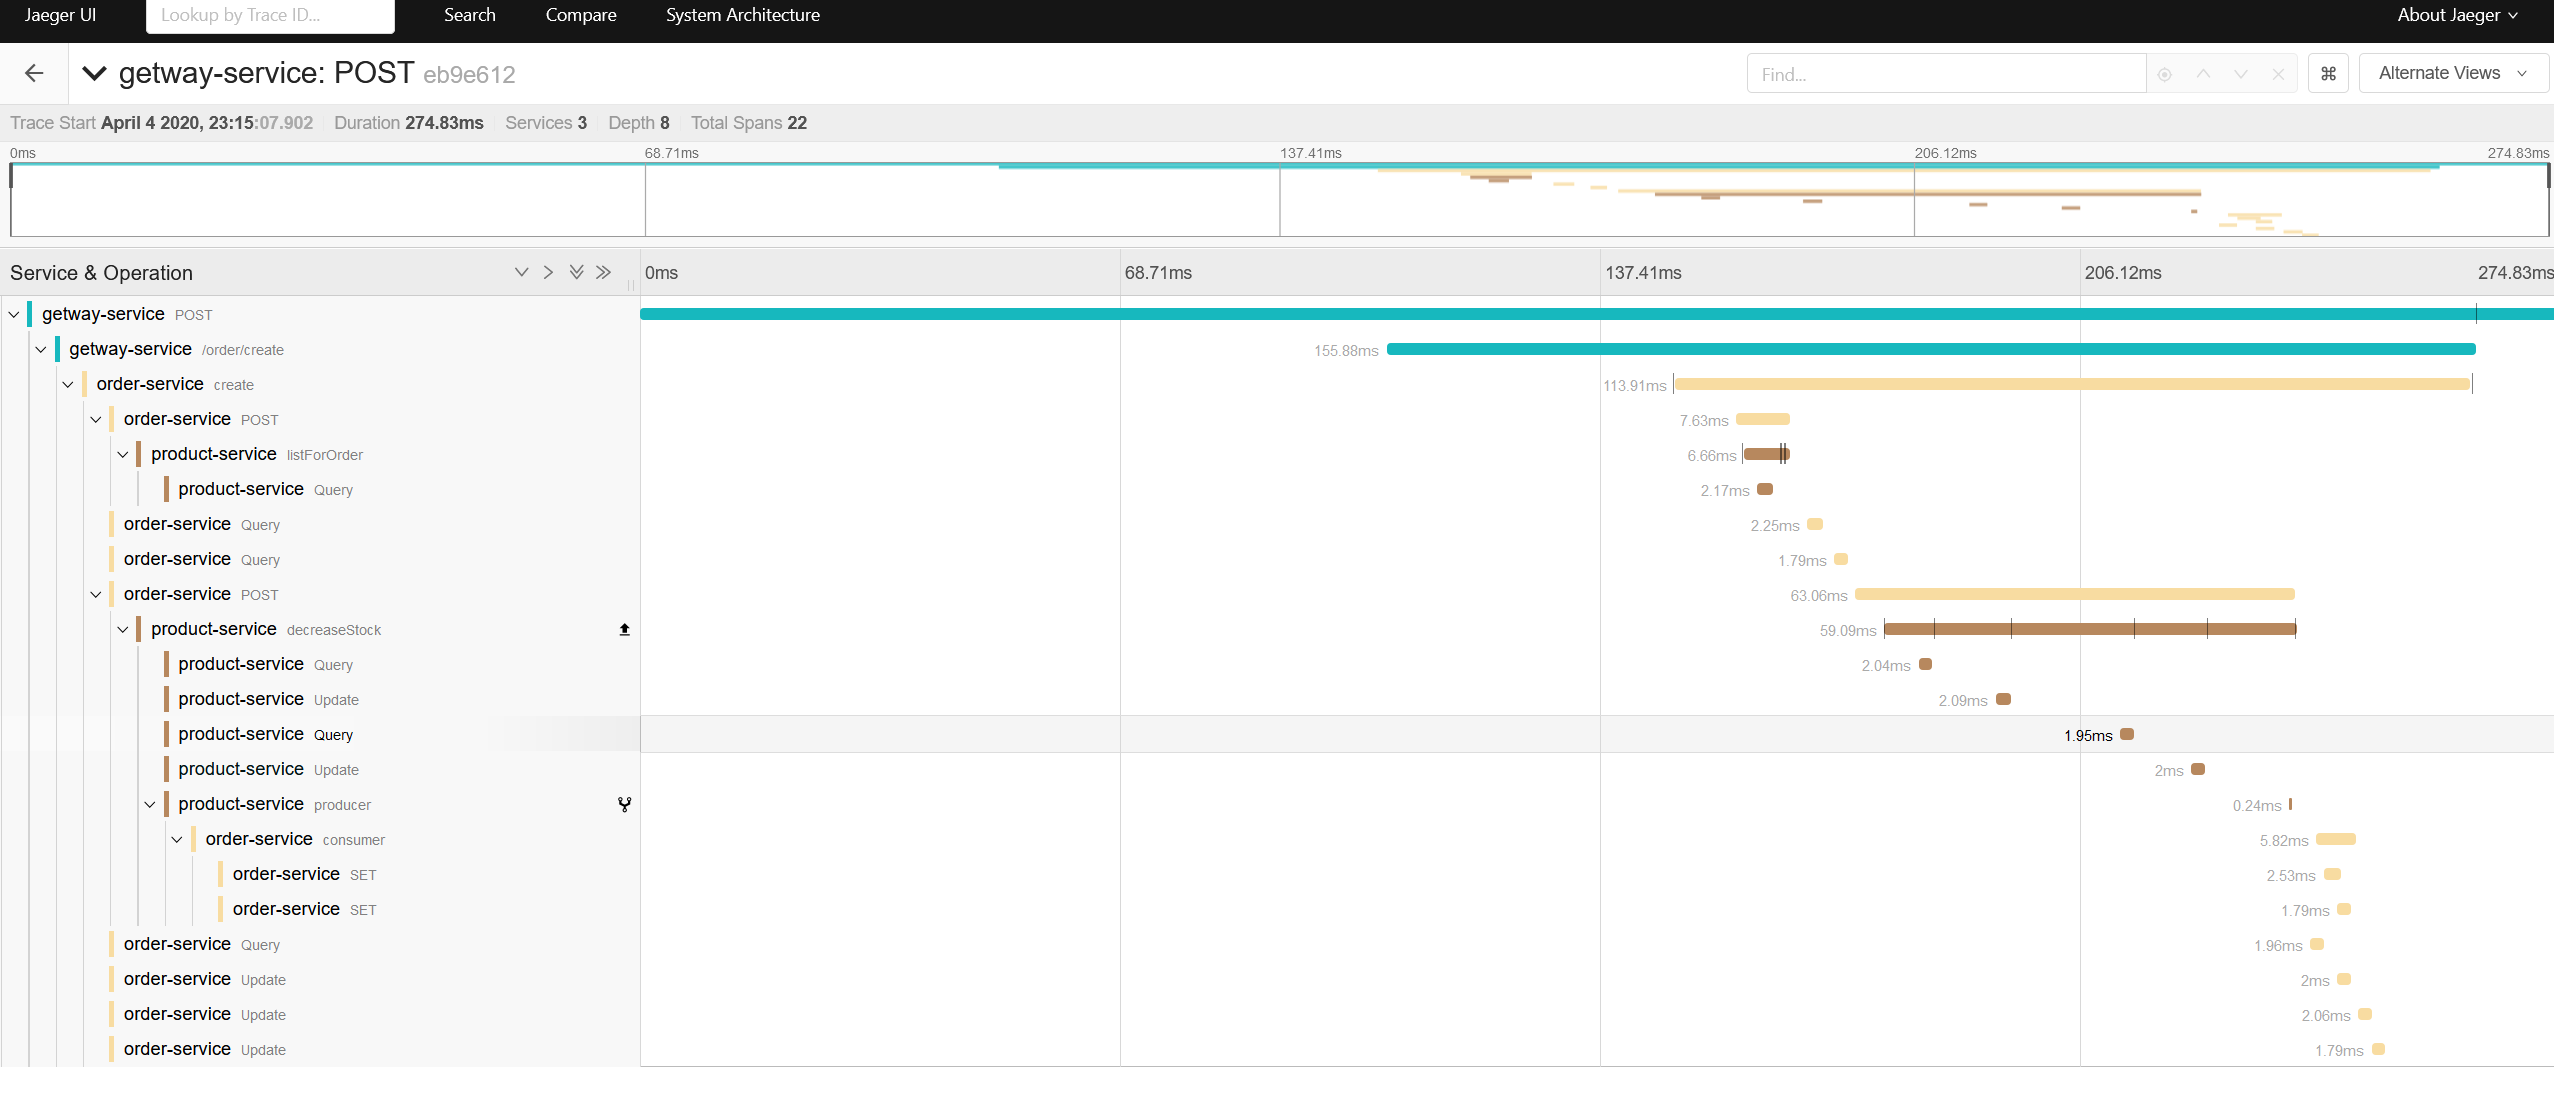 Jaeger UI Lookup by Trace ID... Search Compare System Architecture About Jaeger
getway-service: POST eb9e612 Find... ⌘ Alternate Views
Trace Start April 4 2020, 23:15:07.902 Duration 274.83ms Services 3 Depth 8 Total Spans 22
0ms 68.71ms 137.41ms 206.12ms 274.83ms
Service & Operation 0ms 68.71ms 137.41ms 206.12ms 274.83ms
getway-service POST
getway-service /order/create 155.88ms
order-service create 113.91ms
order-service POST 7.63ms
product-service listForOrder 6.66ms
product-service Query 2.17ms
order-service Query 2.25ms
order-service Query 1.79ms
order-service POST 63.06ms
product-service decreaseStock 59.09ms
product-service Query 2.04ms
product-service Update 2.09ms
product-service Query 1.95ms
product-service Update 2ms
product-service producer 0.24ms
order-service consumer 5.82ms
order-service SET 2.53ms
order-service SET 1.79ms
order-service Query 1.96ms
order-service Update 2ms
order-service Update 2.06ms
order-service Update 1.79ms